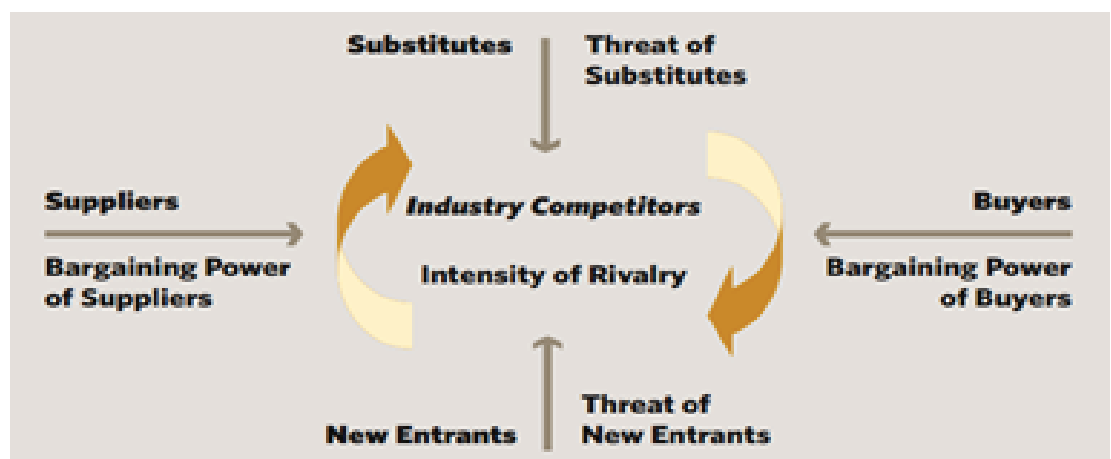 Substitutes
Threat of
Substitutes
Suppliers
Bargaining Power
of Suppliers
Industry Competitors
Intensity of Rivalry
Buyers
Bargaining Power
of Buyers
New Entrants
Threat of
New Entrants